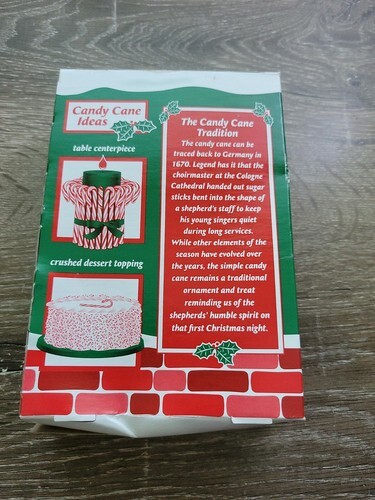 Candy Cane
Ideas
table centerpiece
crushed dessert topping
The Candy Cane
Tradition
The candy cane can be
traced back to Germany in
1670. Legend has it that the
choirmaster at the Cologne
Cathedral handed out sugar
sticks bent into the shape of
a shepherd's staff to keep
his young singers quiet
during long services.
While other elements of the
season have evolved over
the years, the simple candy
cane remains a traditional
ornament and treat
reminding us of the
shepherds' humble spirit on
that first Christmas night.